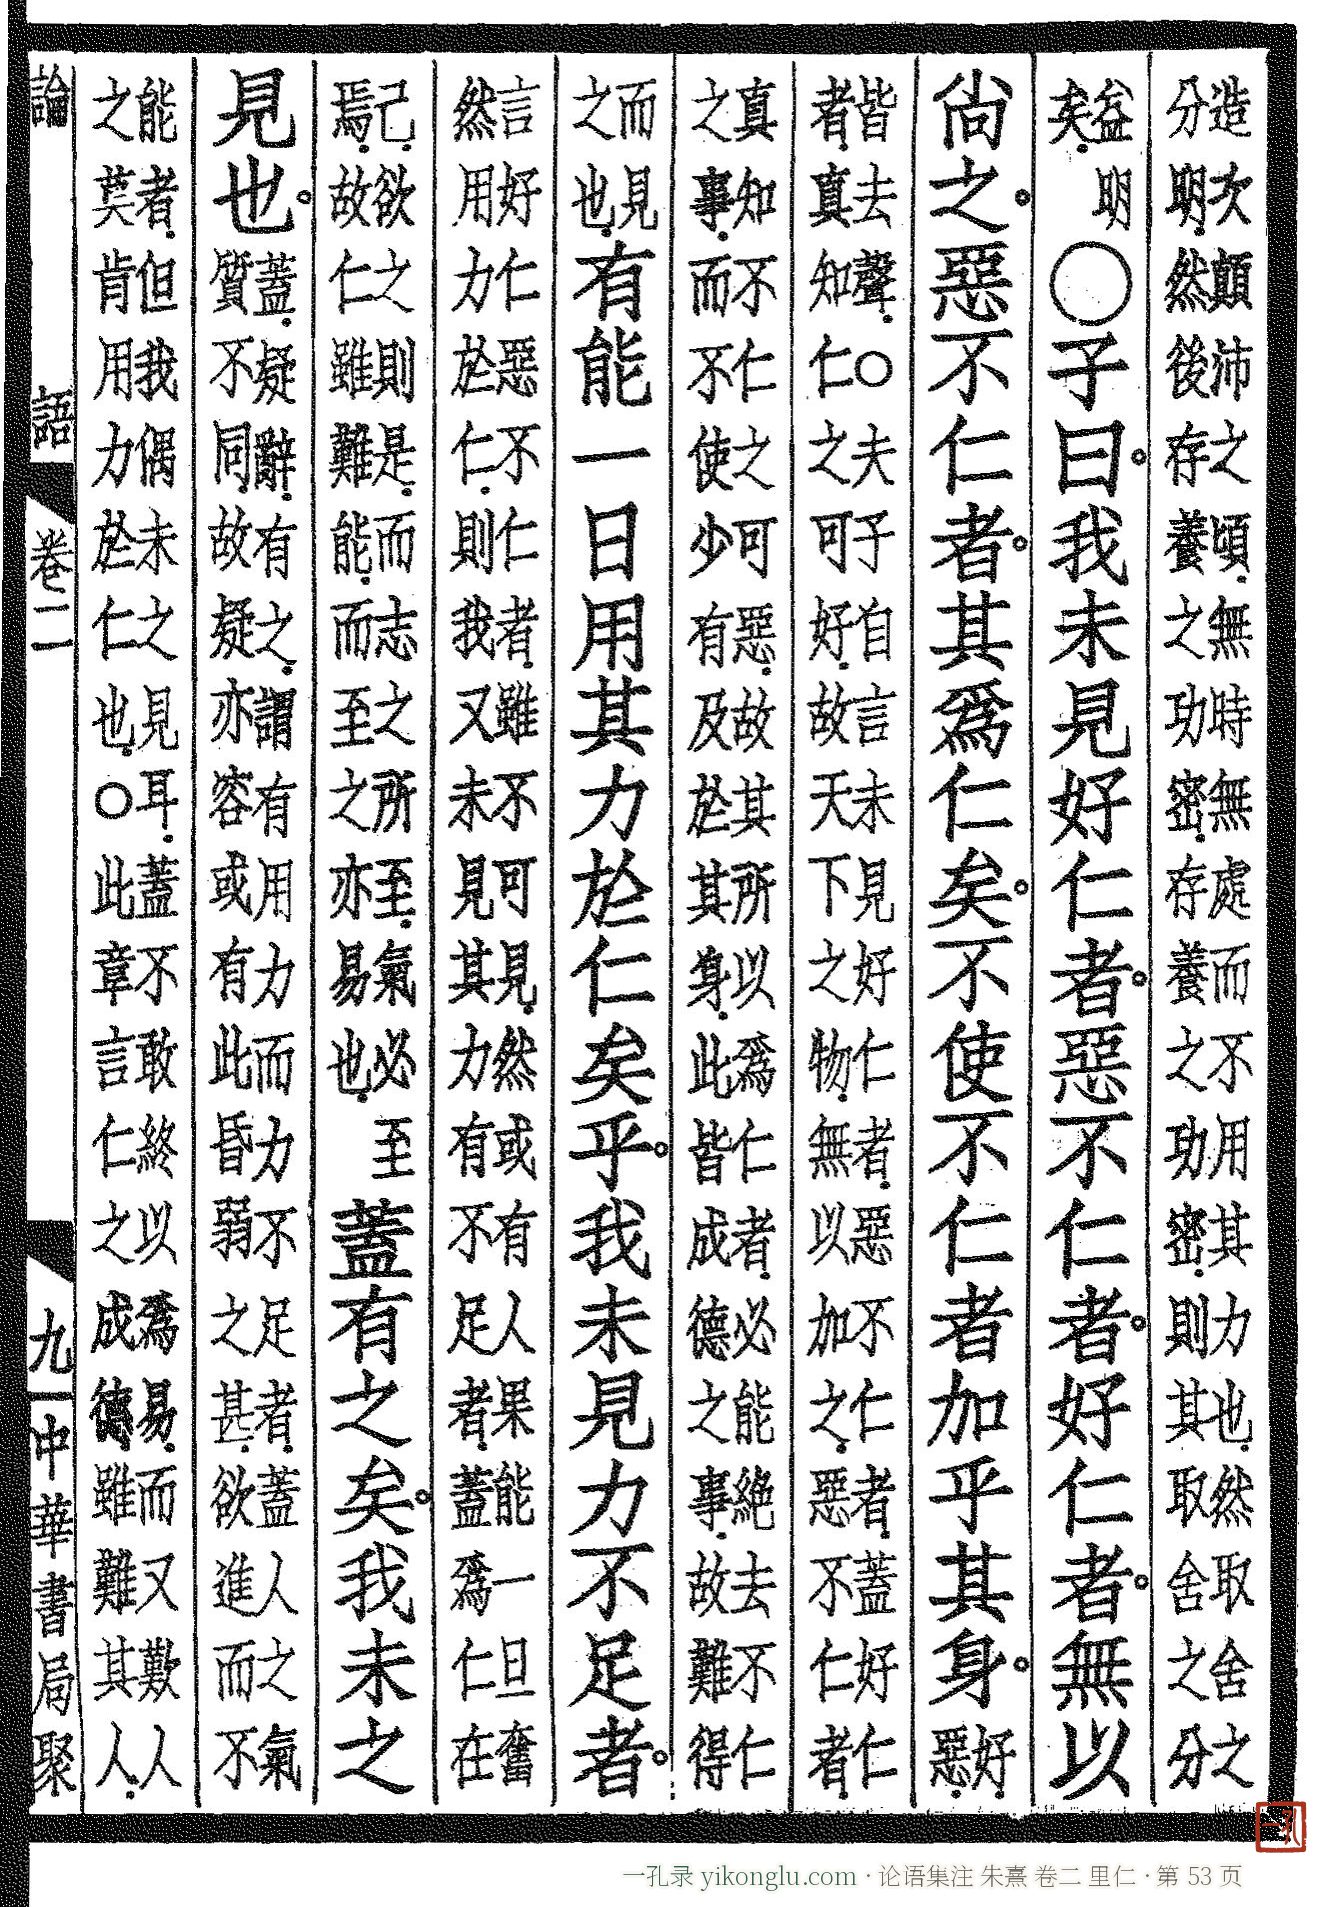 造次顛沛之頃.無時無處而不用其力也.然取舍之
分明.然後存養之功密.存養之功密.則其取舍之分
益明
矣.
○子曰。我未見好仁者。惡不仁者。好仁者。無以
尚之。惡不仁者。其爲仁矣。不使不仁者加乎其身。
好.
惡.
皆去聲.○夫子自言未見好仁者.惡不仁者.蓋好仁
者.真知仁之可好.故天下之物.無以加之.惡不仁者.
真知不仁之可惡.故其所以爲仁者.必能絶去不仁
之事.而不使少有及於其身.此皆成德之事.故難得
而見
之也.
有能一日用其力於仁矣乎。我未見力不足者。
言好仁惡不仁者.雖不可見.然或有人果能一旦奮
然用力於仁.則我又未見其力有不足者.蓋爲仁在
己.欲之則是.而志之所至.氣必至
焉.故仁雖難能.而至之亦易也.
蓋有之矣。我未之
見也。
蓋.疑辭.有之.謂有用力而力不足者.蓋人之氣
質不同.故疑亦容或有此昏弱之甚.欲進而不
能者.但我偶未之見耳.蓋不敢終以爲易.而又歎人
之莫肯用力於仁也.○此章言仁之成德.雖難其人.
論語
卷二
九一中華書局聚
一孔
一孔录 yikonglu.com · 论语集注 朱熹 卷二 里仁 · 第 53 页